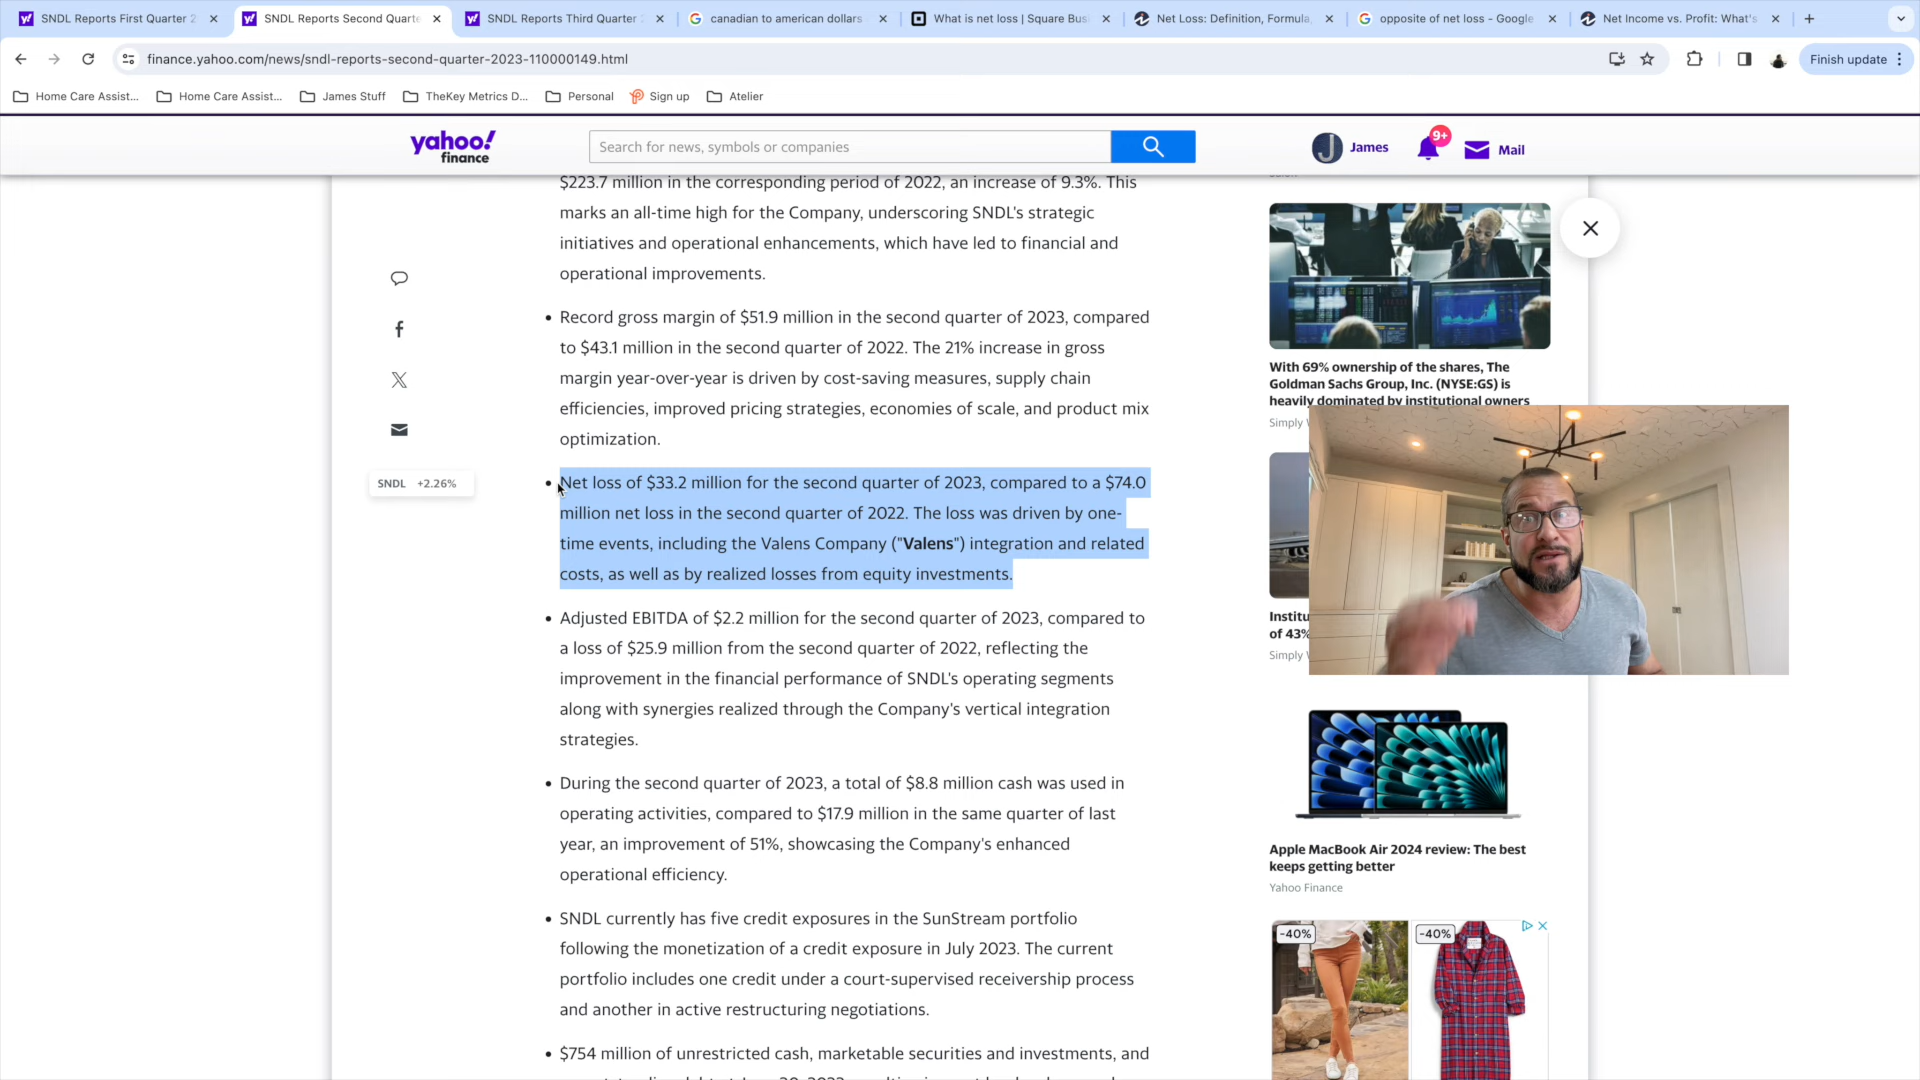 SNDL Reports First Quarter 2
SNDL Reports Second Quarte
SNDL Reports Third Quarter
canadian to american dollars
What is net loss | Square Bus
Net Loss: Definition, Formula,
opposite of net loss - Google
Net Income vs. Profit: What's
finance.yahoo.com/news/sndl-reports-second-quarter-2023-110000149.html
Finish update
Home Care Assist...
Home Care Assist...
James Stuff
TheKey Metrics D...
Personal
Sign up
Atelier
yahoo!
finance
Search for news, symbols or companies
James
9+
Mail
$223.7 million in the corresponding period of 2022, an increase of 9.3%. This
marks an all-time high for the Company, underscoring SNDL's strategic
initiatives and operational enhancements, which have led to financial and
operational improvements.
• Record gross margin of $51.9 million in the second quarter of 2023, compared
to $43.1 million in the second quarter of 2022. The 21% increase in gross
margin year-over-year is driven by cost-saving measures, supply chain
efficiencies, improved pricing strategies, economies of scale, and product mix
optimization.
• Net loss of $33.2 million for the second quarter of 2023, compared to a $74.0
million net loss in the second quarter of 2022. The loss was driven by one-
time events, including the Valens Company ("Valens") integration and related
costs, as well as by realized losses from equity investments.
• Adjusted EBITDA of $2.2 million for the second quarter of 2023, compared to
a loss of $25.9 million from the second quarter of 2022, reflecting the
improvement in the financial performance of SNDL's operating segments
along with synergies realized through the Company's vertical integration
strategies.
• During the second quarter of 2023, a total of $8.8 million cash was used in
operating activities, compared to $17.9 million in the same quarter of last
year, an improvement of 51%, showcasing the Company's enhanced
operational efficiency.
• SNDL currently has five credit exposures in the SunStream portfolio
following the monetization of a credit exposure in July 2023. The current
portfolio includes one credit under a court-supervised receivership process
and another in active restructuring negotiations.
• $754 million of unrestricted cash, marketable securities and investments, and
SNDL +2.26%
With 69% ownership of the shares, The
Goldman Sachs Group, Inc. (NYSE:GS) is
heavily dominated by institutional owners
Simply W
Institu
of 43%
Simply W
Apple MacBook Air 2024 review: The best
keeps getting better
Yahoo Finance
-40%
-40%